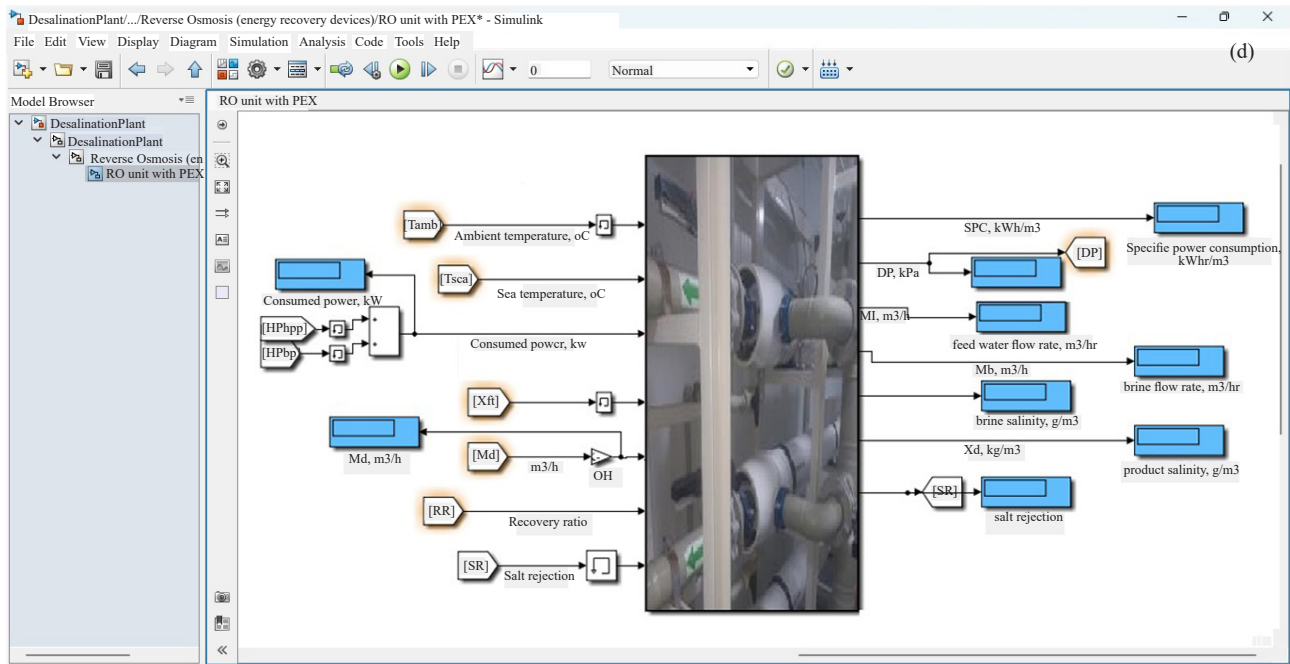 DesalinationPlant/.../Reverse Osmosis (energy recovery devices)/RO unit with PEX* - Simulink
File Edit View Display Diagram Simulation Analysis Code Tools Help
(d)
0
Normal
Model Browser
RO unit with PEX
DesalinationPlant
DesalinationPlant
Reverse Osmosis (en
RO unit with PEX
[Tamb]
Ambient temperature, oC
[Tsca]
Sea temperature, oC
Consumed power, kW
[HPhpp]
[HPbp]
Consumed powcr, kw
[Xft]
Md, m3/h
[Md]
m3/h
OH
[RR]
Recovery ratio
[SR]
Salt rejection
SPC, kWh/m3
Specifie power consumption,
kWhr/m3
[DP]
DP, kPa
MI, m3/h
feed water flow rate, m3/hr
Mb, m3/h
brine flow rate, m3/hr
brine salinity, g/m3
Xd, kg/m3
product salinity, g/m3
[SR]
salt rejection